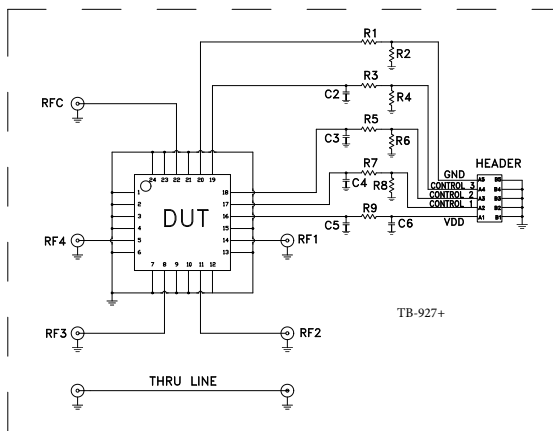 R1
R2
RFC
R3
C2
R4
R5
C3
R6
24 23 22 21 20 19
R7
HEADER
C4
R8
GND
A5 B5
CONTROL 3
A4 B4
CONTROL 2
A3 B3
CONTROL 1
A2 B2
VDD
A1 B1
R9
C5
C6
1
2
3
4
5
6
DUT
18
17
16
15
14
13
RF4
RF1
7 8 9 10 11 12
TB-927+
RF3
RF2
THRU LINE